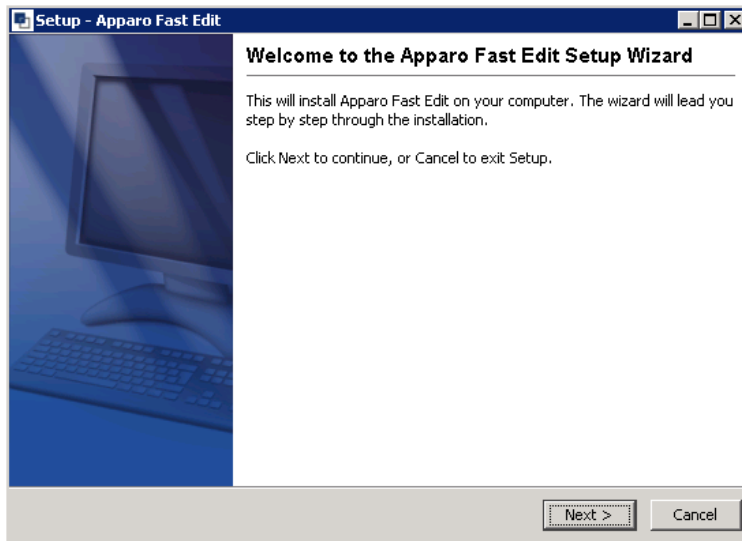 Setup - Apparo Fast Edit
Welcome to the Apparo Fast Edit Setup Wizard
This will install Apparo Fast Edit on your computer. The wizard will lead you
step by step through the installation.
Click Next to continue, or Cancel to exit Setup.
Next >
Cancel